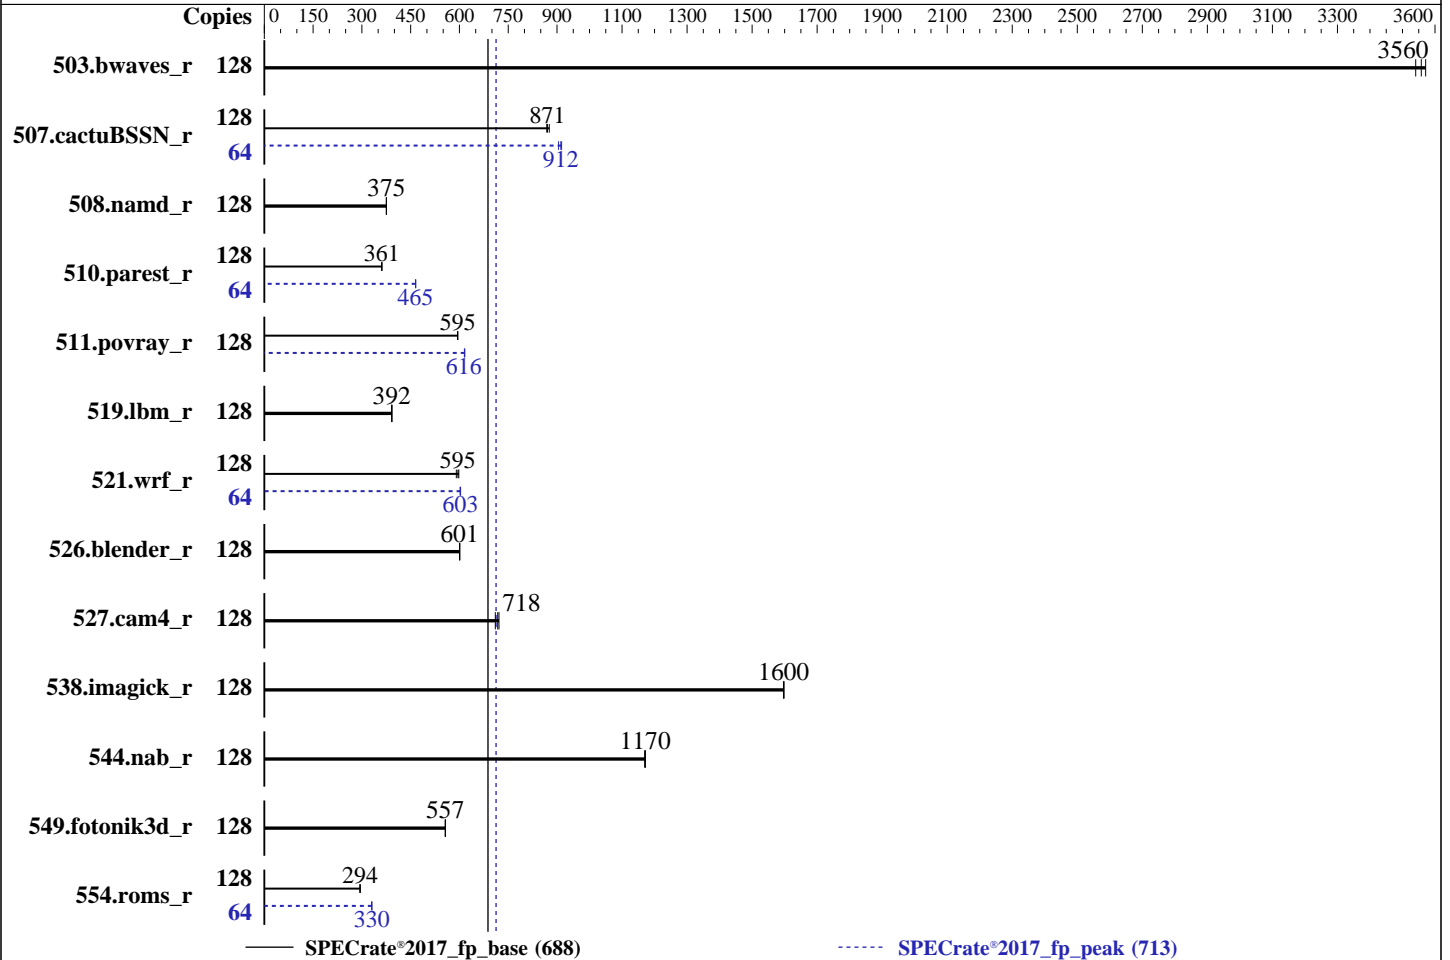 Copies 0 150 300 450 600 750 900 1100 1300 1500 1700 1900 2100 2300 2500 2700 2900 3100 3300 3600
503.bwaves_r 128 3560
507.cactuBSSN_r 128 871
64 912
508.namd_r 128 375
510.parest_r 128 361
64 465
511.povray_r 128 595
616
519.lbm_r 128 392
521.wrf_r 128 595
64 603
526.blender_r 128 601
527.cam4_r 128 718
538.imagick_r 128 1600
544.nab_r 128 1170
549.fotonik3d_r 128 557
554.roms_r 128 294
64 330
SPECrate®2017_fp_base (688) SPECrate®2017_fp_peak (713)